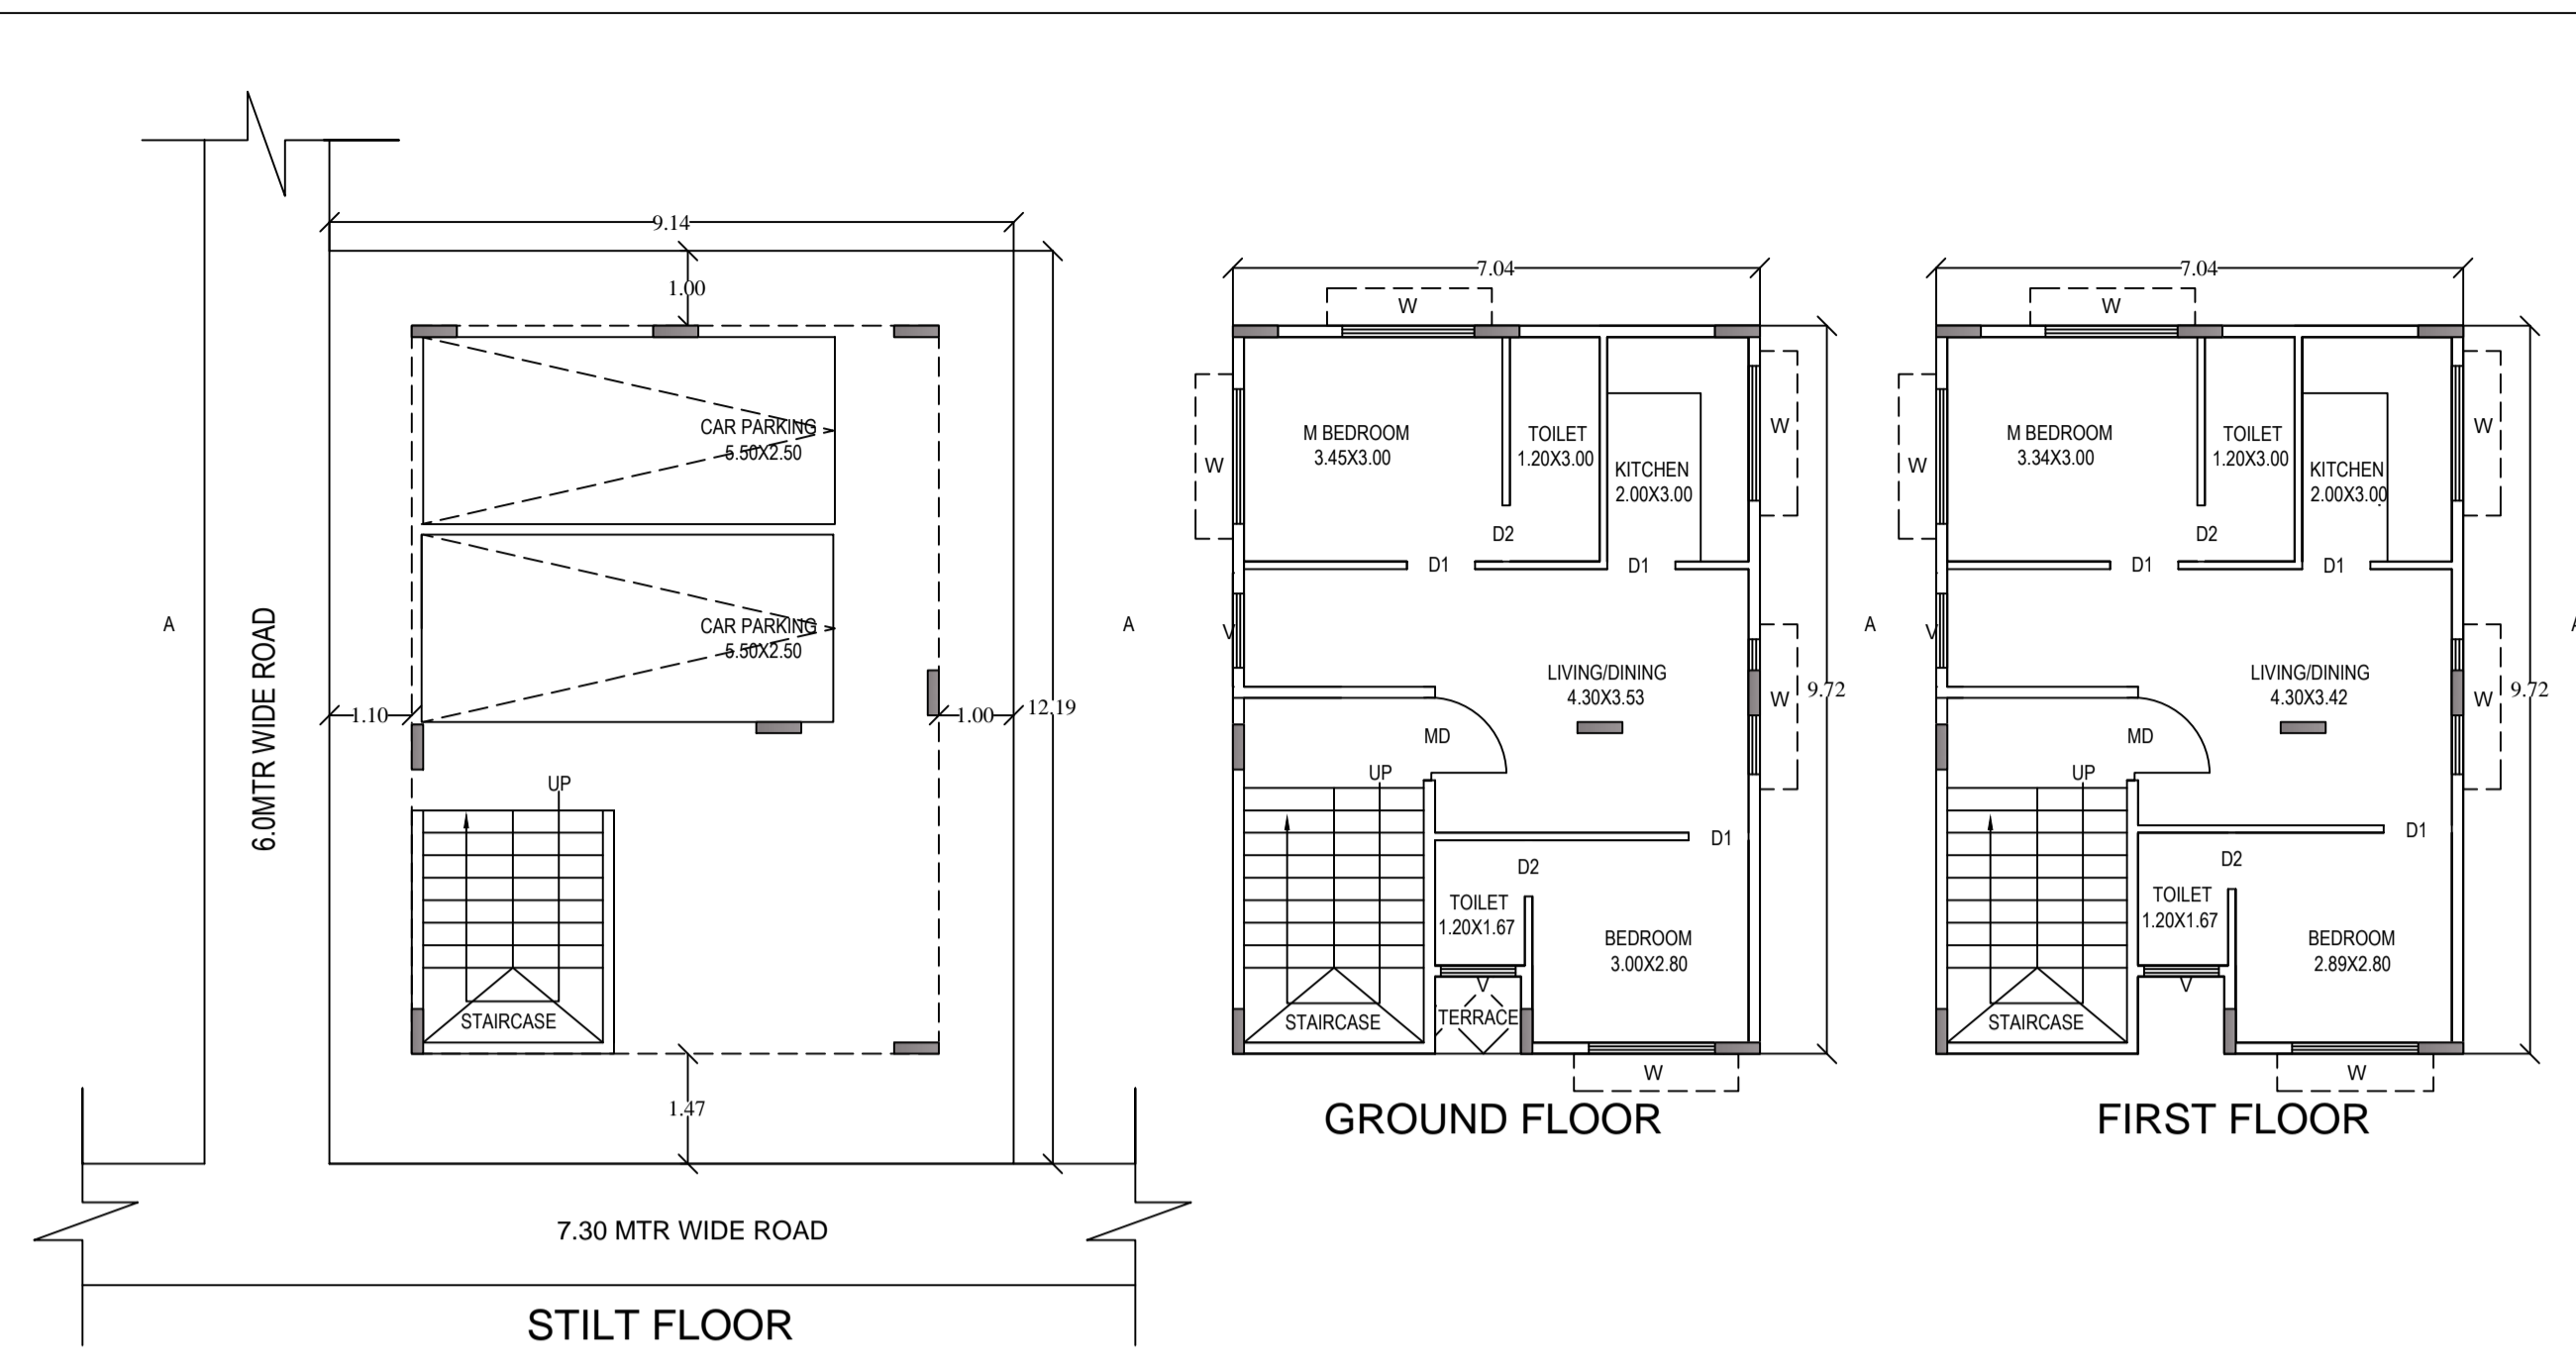 9.14
1.00
CAR PARKING
5.50X2.50
CAR PARKING
5.50X2.50
A
6.0MTR WIDE ROAD
1.10
1.00
12.19
UP
STAIRCASE
1.47
7.30 MTR WIDE ROAD
STILT FLOOR
7.04
W
W
M BEDROOM
3.45X3.00
TOILET
1.20X3.00
KITCHEN
2.00X3.00
W
D2
D1
D1
A
V
LIVING/DINING
4.30X3.53
W
9.72
MD
UP
D1
D2
TOILET
1.20X1.67
BEDROOM
3.00X2.80
V
TERRACE
STAIRCASE
W
GROUND FLOOR
7.04
W
W
M BEDROOM
3.34X3.00
TOILET
1.20X3.00
KITCHEN
2.00X3.00
W
D2
D1
D1
A
V
LIVING/DINING
4.30X3.42
W
9.72
MD
UP
D1
D2
TOILET
1.20X1.67
BEDROOM
2.89X2.80
V
STAIRCASE
W
FIRST FLOOR